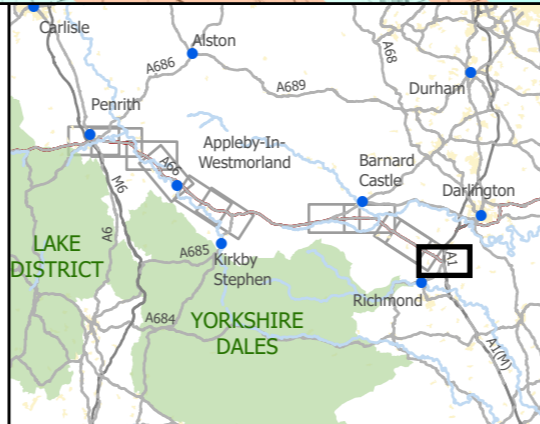 Carlisle
Alston
A68
A686
A689
Durham
Penrith
Appleby-In-
Westmorland
A66
Barnard
Castle
Darlington
M6
A6
LAKE
DISTRICT
A685
Kirkby
Stephen
A1
Richmond
A684
YORKSHIRE
DALES
A1(M)